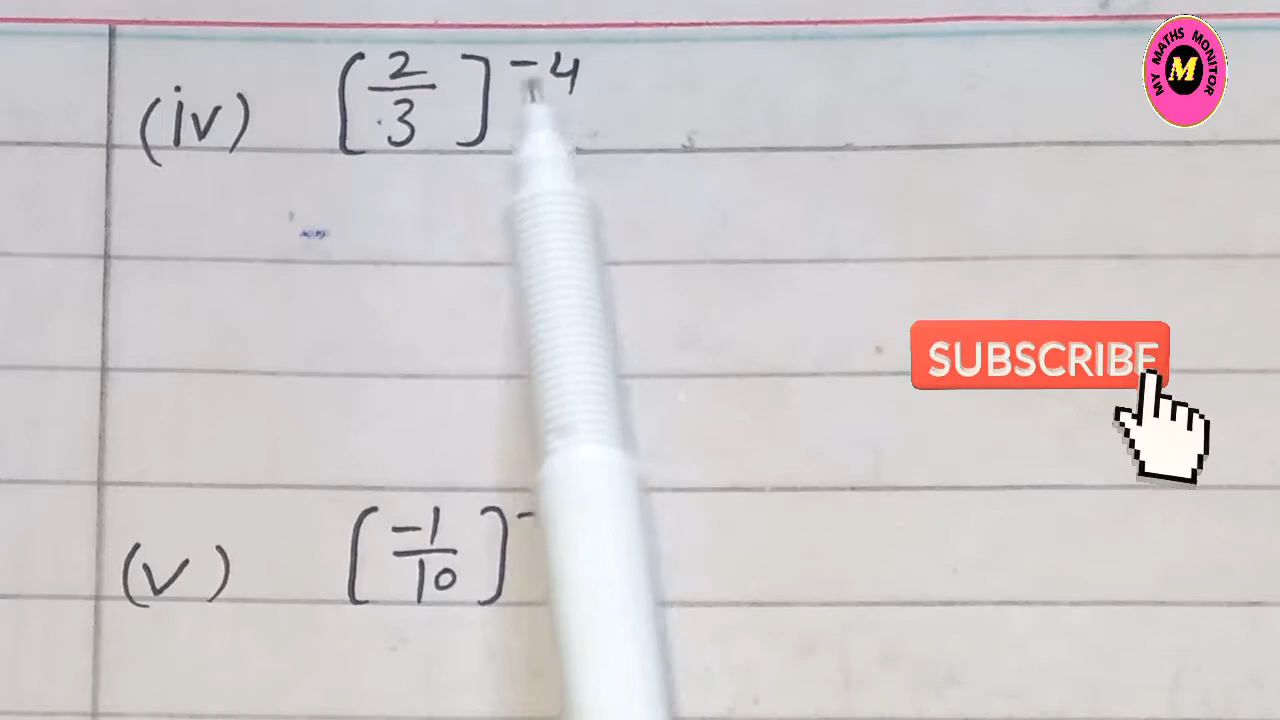 (iv) [2/3]^-4
MY MATHS MONITOR
M
SUBSCRIBE
(v) [-1/10]^-